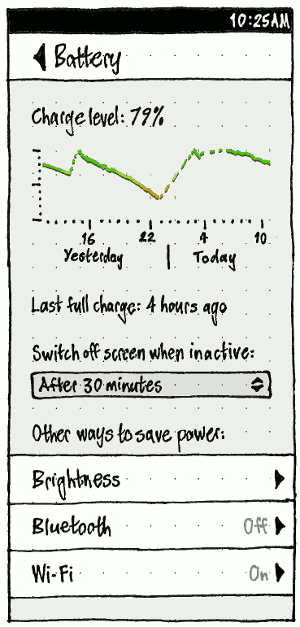 10:25AM
Battery
Charge level: 79%
16 22 4 10
Yesterday | Today
Last full charge: 4 hours ago
Switch off screen when inactive:
After 30 minutes
Other ways to save power:
Brightness
Bluetooth Off
Wi-Fi On